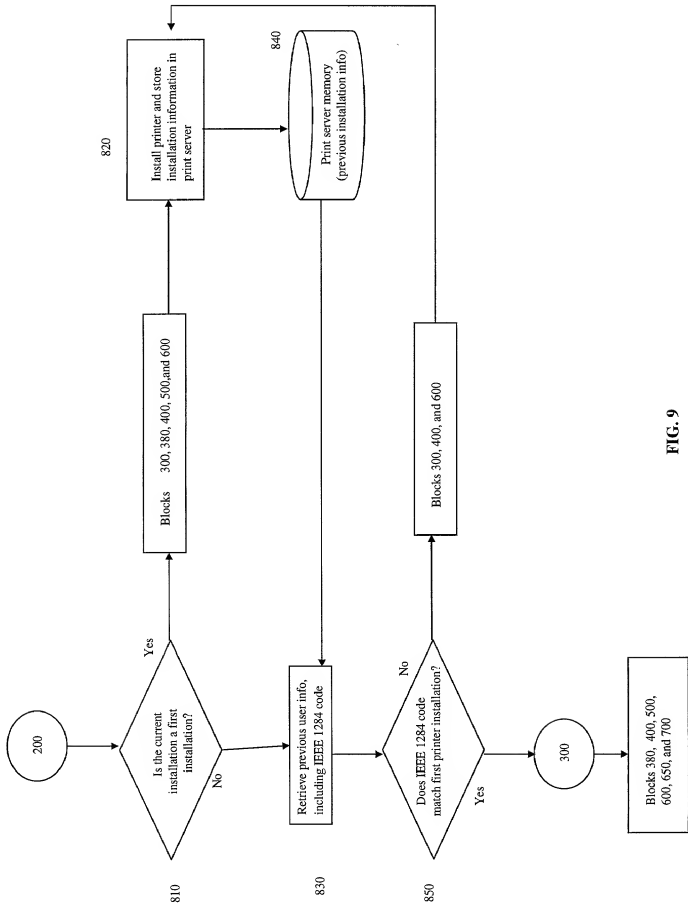 200
810
Is the current
installation a first
installation?
Yes
No
Blocks 300, 380, 400, 500,and 600
820
Install printer and store
installation information in
print server
830
Retrieve previous user info,
including IEEE 1284 code
840
Print server memory
(previous installation info)
850
Does IEEE 1284 code
match first printer installation?
No
Yes
Blocks 300, 400, and 600
300
Blocks 380, 400, 500,
600, 650, and 700
FIG. 9